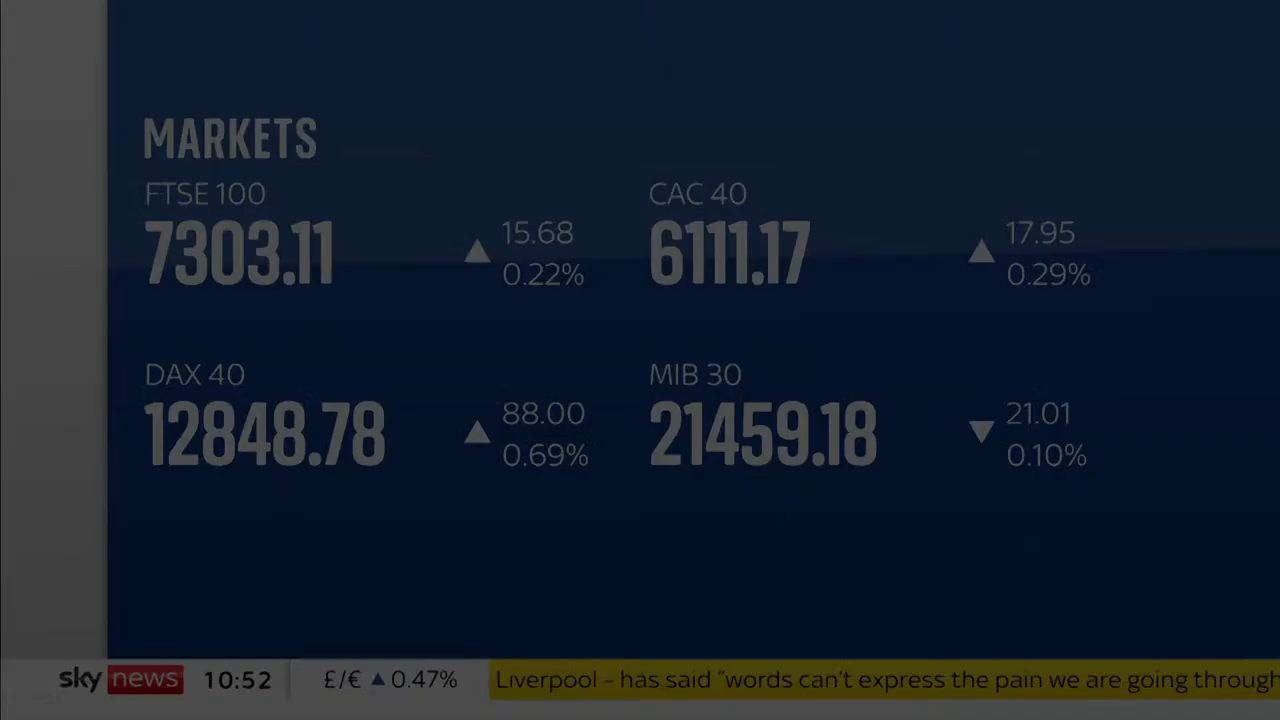 MARKETS
FTSE 100
7303.11
15.68
0.22%
CAC 40
6111.17
17.95
0.29%
DAX 40
12848.78
88.00
0.69%
MIB 30
21459.18
21.01
0.10%
sky news 10:52 £/€ 0.47% Liverpool - has said "words can't express the pain we are going through